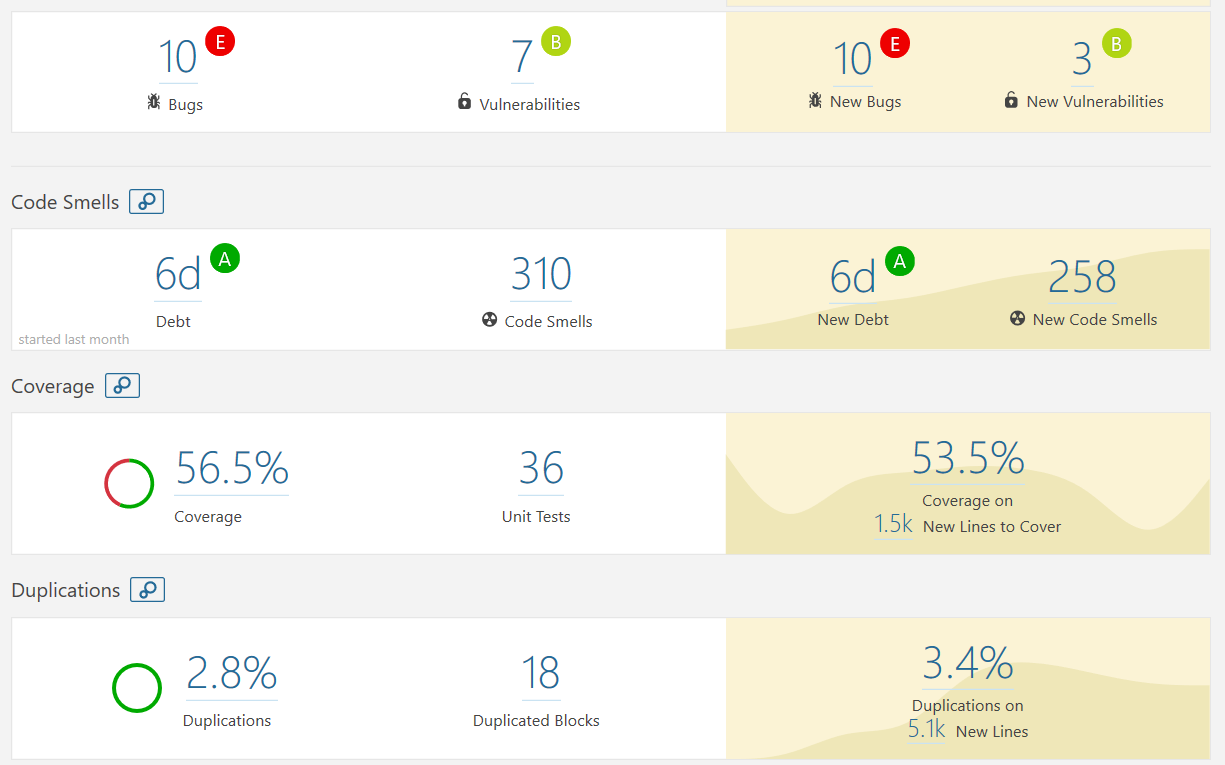 10 E 7 B 10 E 3 B
Bugs Vulnerabilities New Bugs New Vulnerabilities
Code Smells
6d A 310 6d A 258
Debt Code Smells New Debt New Code Smells
started last month
Coverage
56.5% 36 53.5%
Coverage Unit Tests Coverage on
1.5k New Lines to Cover
Duplications
2.8% 18 3.4%
Duplications Duplicated Blocks Duplications on
5.1k New Lines